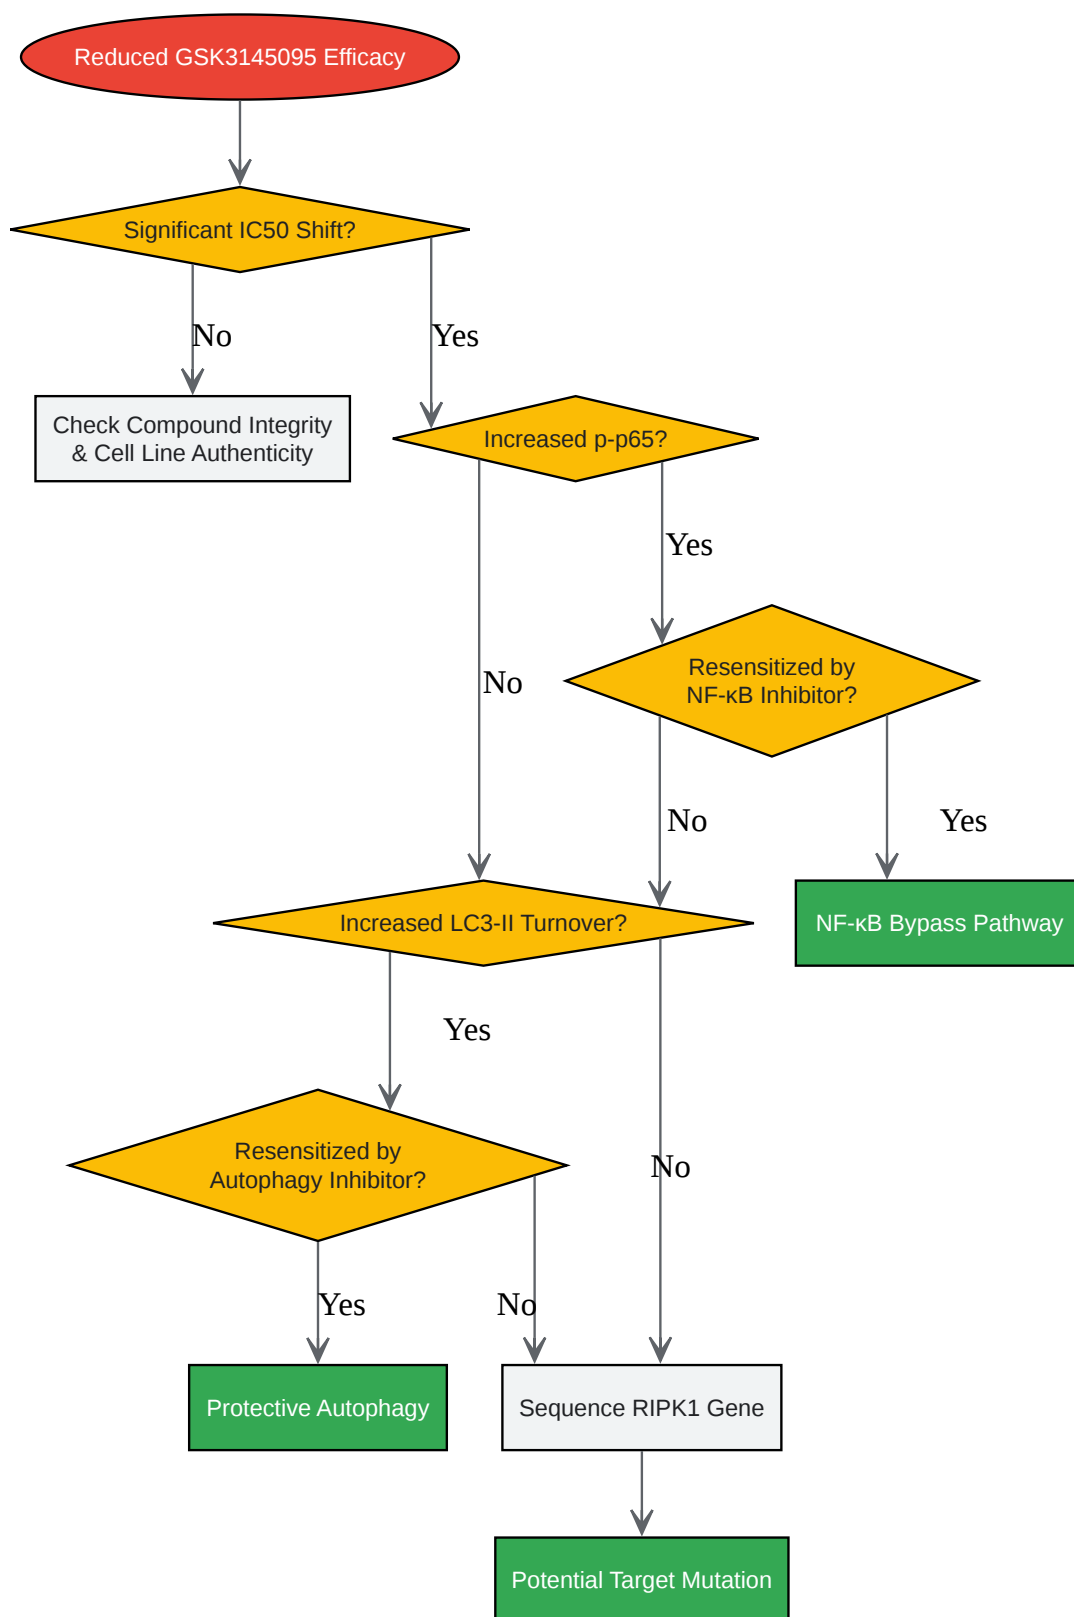 Reduced GSK3145095 Efficacy
Significant IC50 Shift?
No
Yes
Check Compound Integrity
& Cell Line Authenticity
Increased p-p65?
Yes
No
Resensitized by
NF-κB Inhibitor?
No
Yes
Increased LC3-II Turnover?
NF-κB Bypass Pathway
Yes
Resensitized by
Autophagy Inhibitor?
No
Yes
No
Protective Autophagy
Sequence RIPK1 Gene
Potential Target Mutation